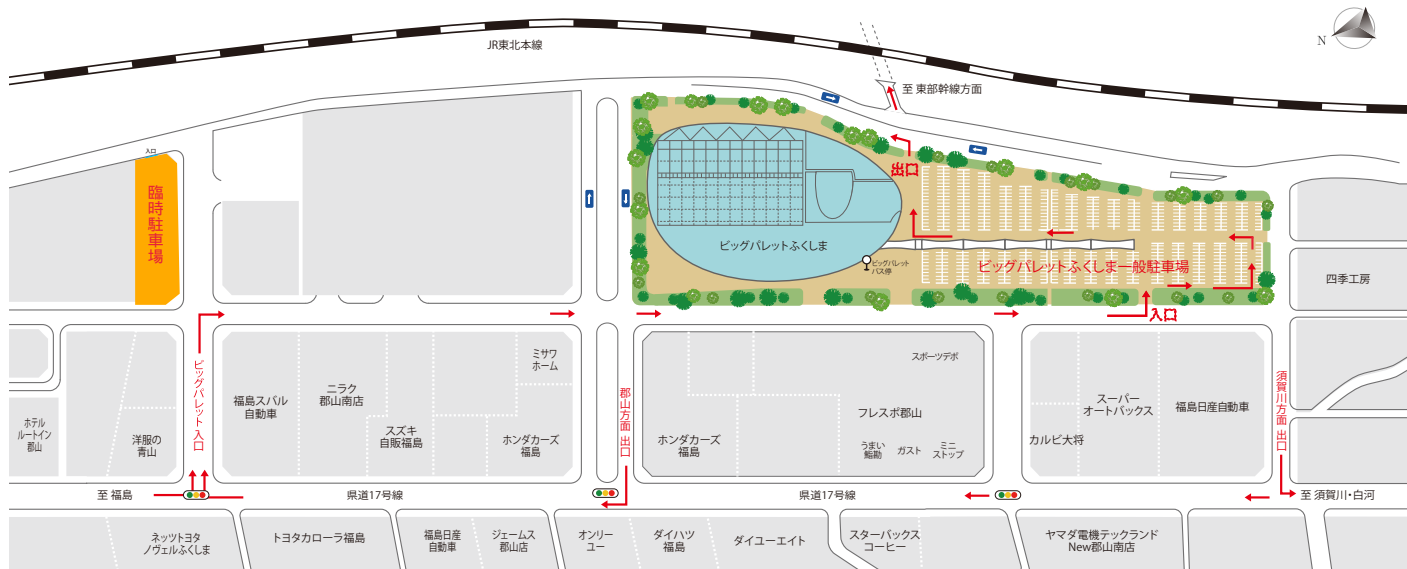 JR東北本線
N
至 東部幹線方面
入口
臨時駐車場
出口
ビッグパレットふくしま
ビッグパレット
バス停
ビッグパレットふくしま一般駐車場
入口
四季工房
ビッグパレット 入口
福島スバル
自動車
ニラク
郡山南店
スズキ
自販福島
ミサワ
ホーム
ホンダカーズ
福島
郡山方面 出口
ホンダカーズ
福島
スポーツデポ
フレスポ郡山
うまい
鮨勘
ガスト
ミニ
ストップ
カルビ大将
スーパー
オートバックス
福島日産自動車
須賀川方面 出口
ホテル
ルートイン
郡山
洋服の
青山
至 福島
県道17号線
県道17号線
至 須賀川・白河
ネッツトヨタ
ノヴェルふくしま
トヨタカローラ福島
福島日産
自動車
ジェームス
郡山店
オンリー
ユー
ダイハツ
福島
ダイユーエイト
スターバックス
コーヒー
ヤマダ電機テックランド
New郡山南店